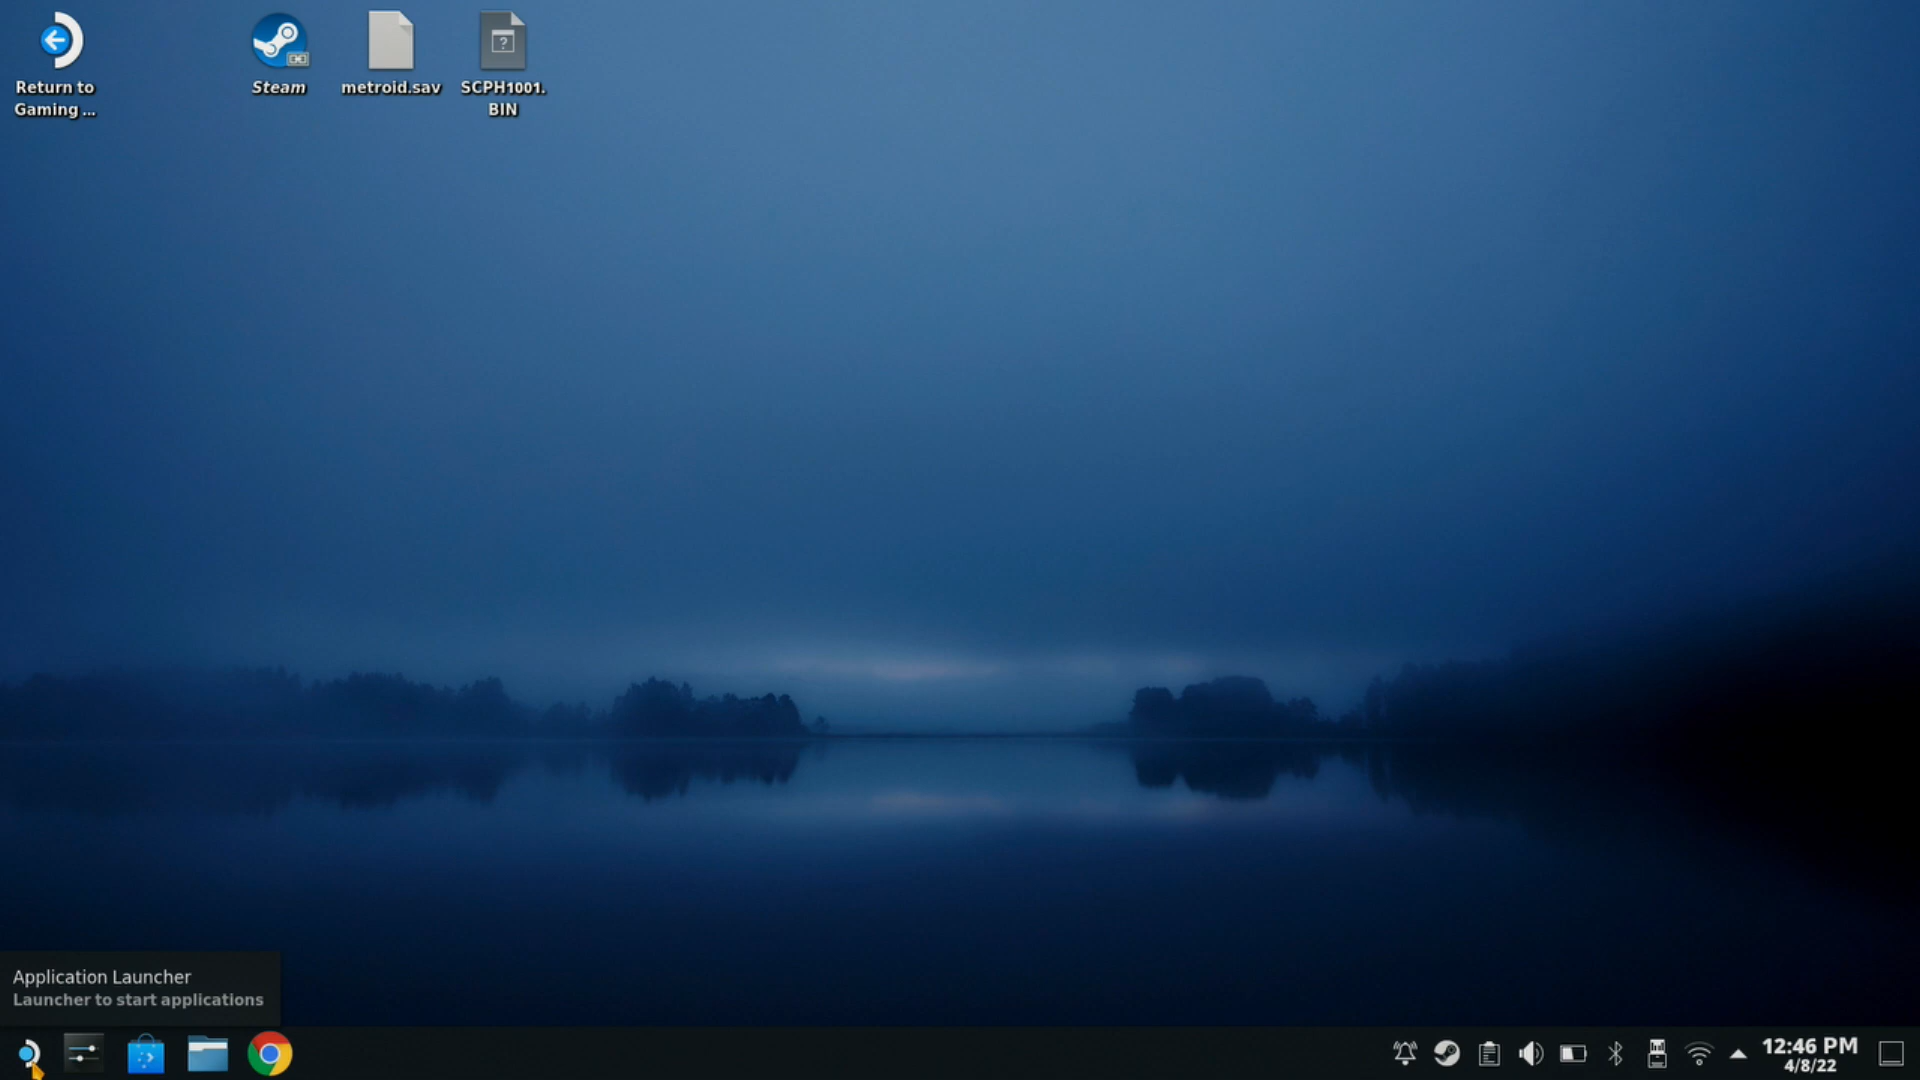 Return to
Gaming ...
Steam
metroid.sav
SCPH1001.
BIN
Application Launcher
Launcher to start applications
12:46 PM
4/8/22